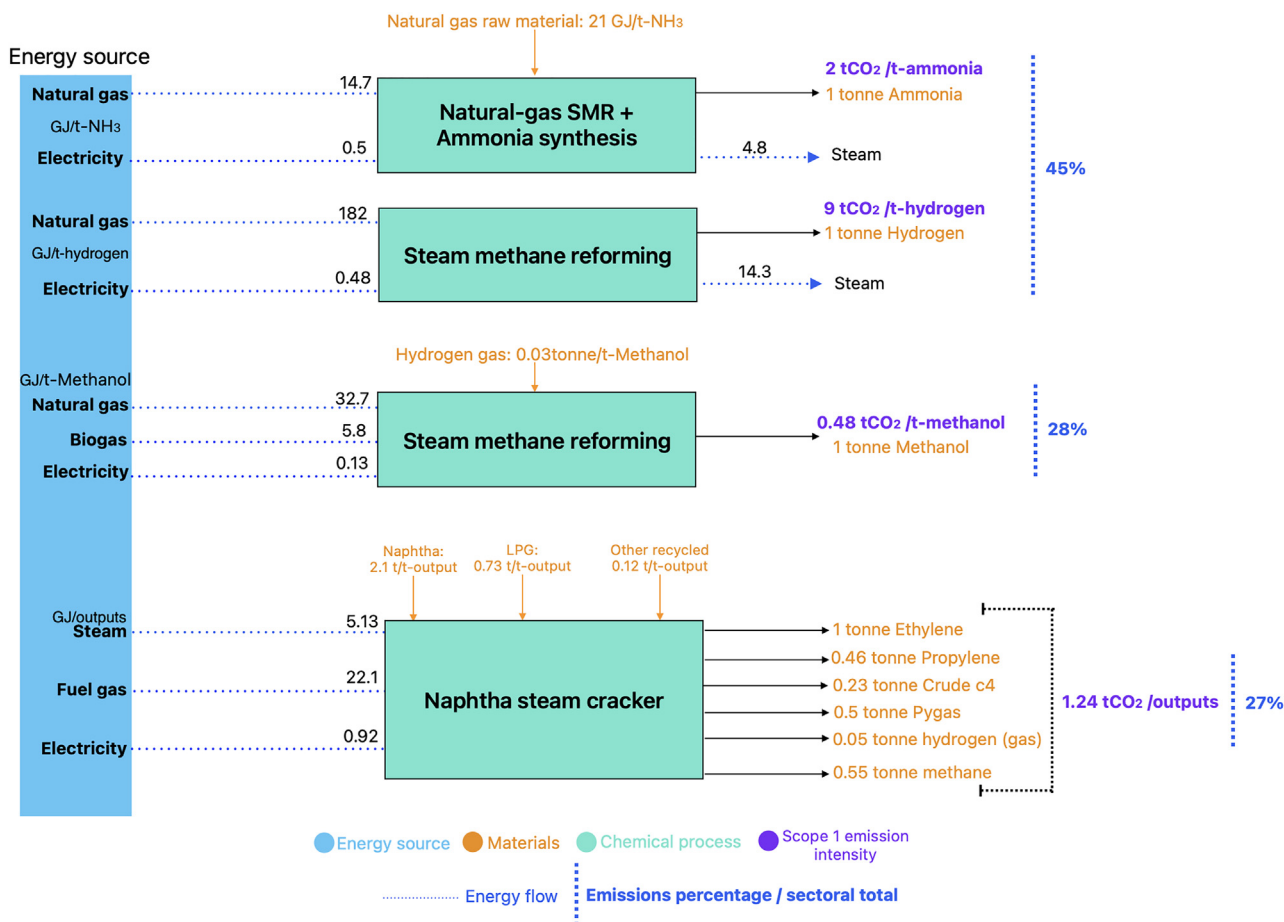 Natural gas raw material: 21 GJ/t-NH₃
Energy source
Natural gas
14.7
2 tCO₂ /t-ammonia
1 tonne Ammonia
GJ/t-NH₃
Natural-gas SMR +
Ammonia synthesis
Electricity
0.5
4.8
Steam
45%
Natural gas
182
9 tCO₂ /t-hydrogen
1 tonne Hydrogen
GJ/t-hydrogen
Steam methane reforming
Electricity
0.48
14.3
Steam
Hydrogen gas: 0.03tonne/t-Methanol
GJ/t-Methanol
Natural gas
32.7
Biogas
5.8
Steam methane reforming
0.48 tCO₂ /t-methanol
1 tonne Methanol
28%
Electricity
0.13
Naphtha:
2.1 t/t-output
LPG:
0.73 t/t-output
Other recycled
0.12 t/t-output
GJ/outputs
Steam
5.13
Fuel gas
22.1
Electricity
0.92
Naphtha steam cracker
1 tonne Ethylene
0.46 tonne Propylene
0.23 tonne Crude c4
0.5 tonne Pygas
0.05 tonne hydrogen (gas)
0.55 tonne methane
1.24 tCO₂ /outputs
27%
Energy source
Materials
Chemical process
Scope 1 emission
intensity
Energy flow
Emissions percentage / sectoral total